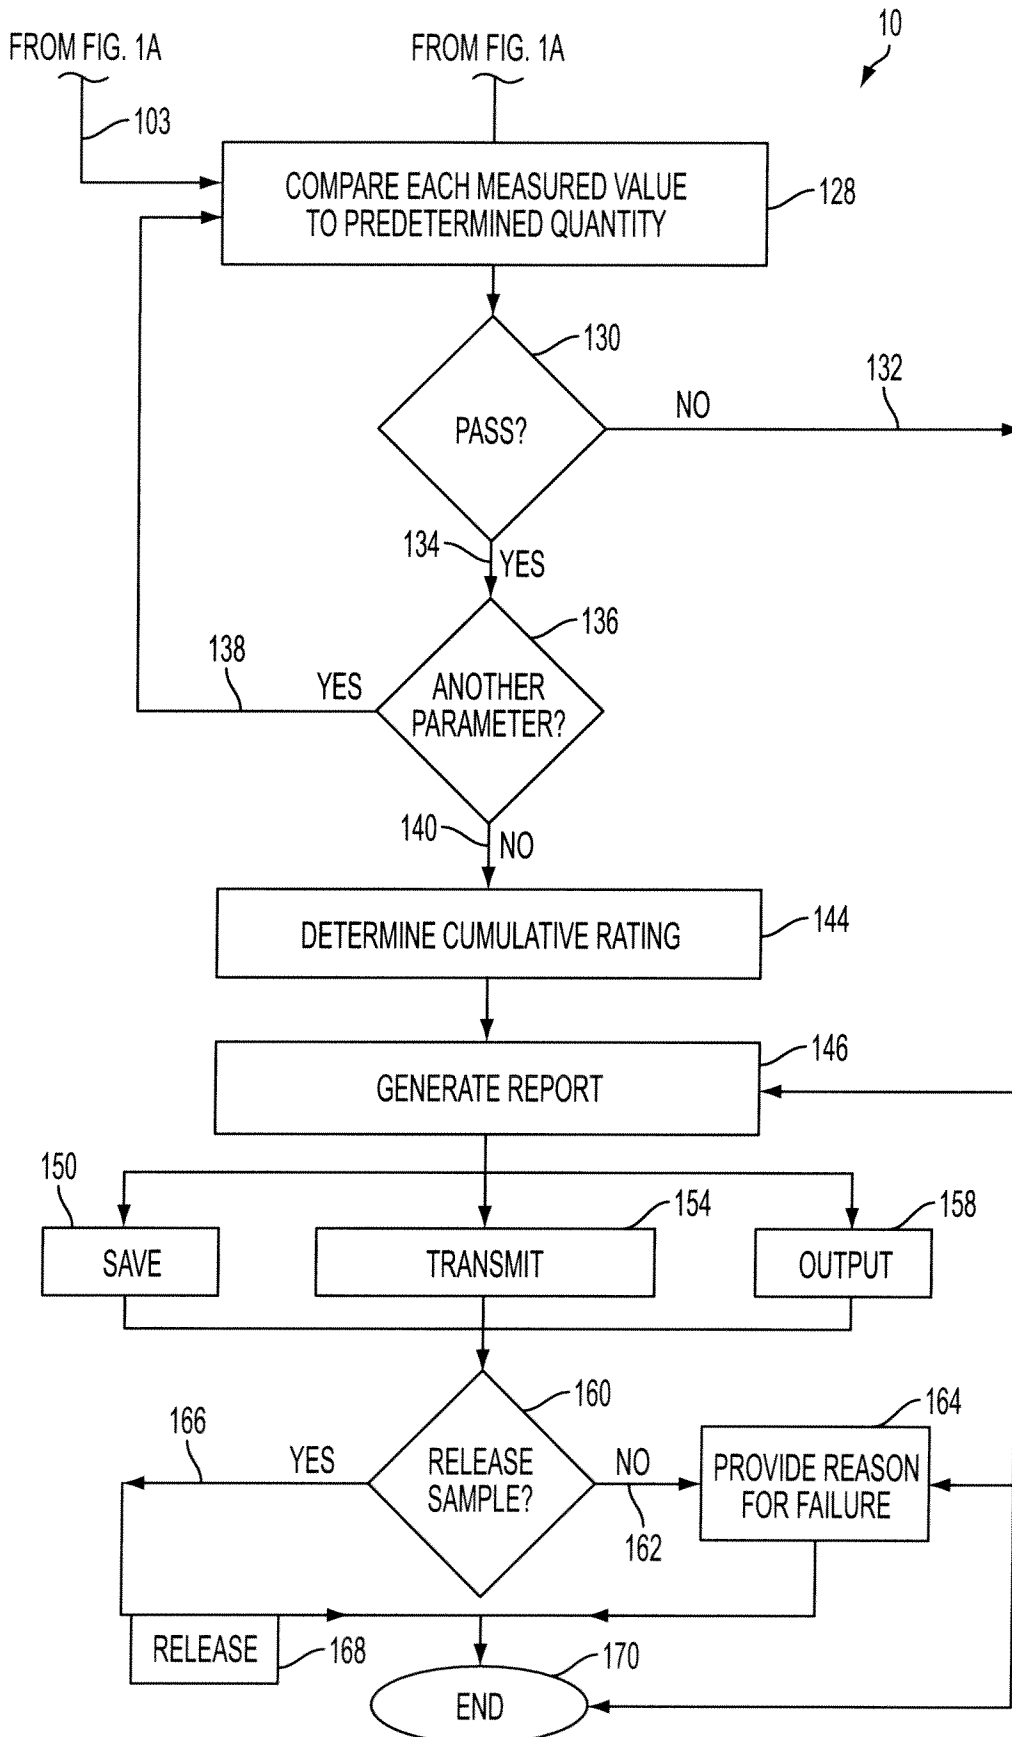 FROM FIG. 1A
FROM FIG. 1A
10
103
COMPARE EACH MEASURED VALUE
TO PREDETERMINED QUANTITY
128
130
PASS?
NO
132
134
YES
136
138
YES
ANOTHER
PARAMETER?
140
NO
DETERMINE CUMULATIVE RATING
144
GENERATE REPORT
146
150
SAVE
154
TRANSMIT
158
OUTPUT
160
166
YES
RELEASE
SAMPLE?
NO
162
164
PROVIDE REASON
FOR FAILURE
RELEASE
168
170
END